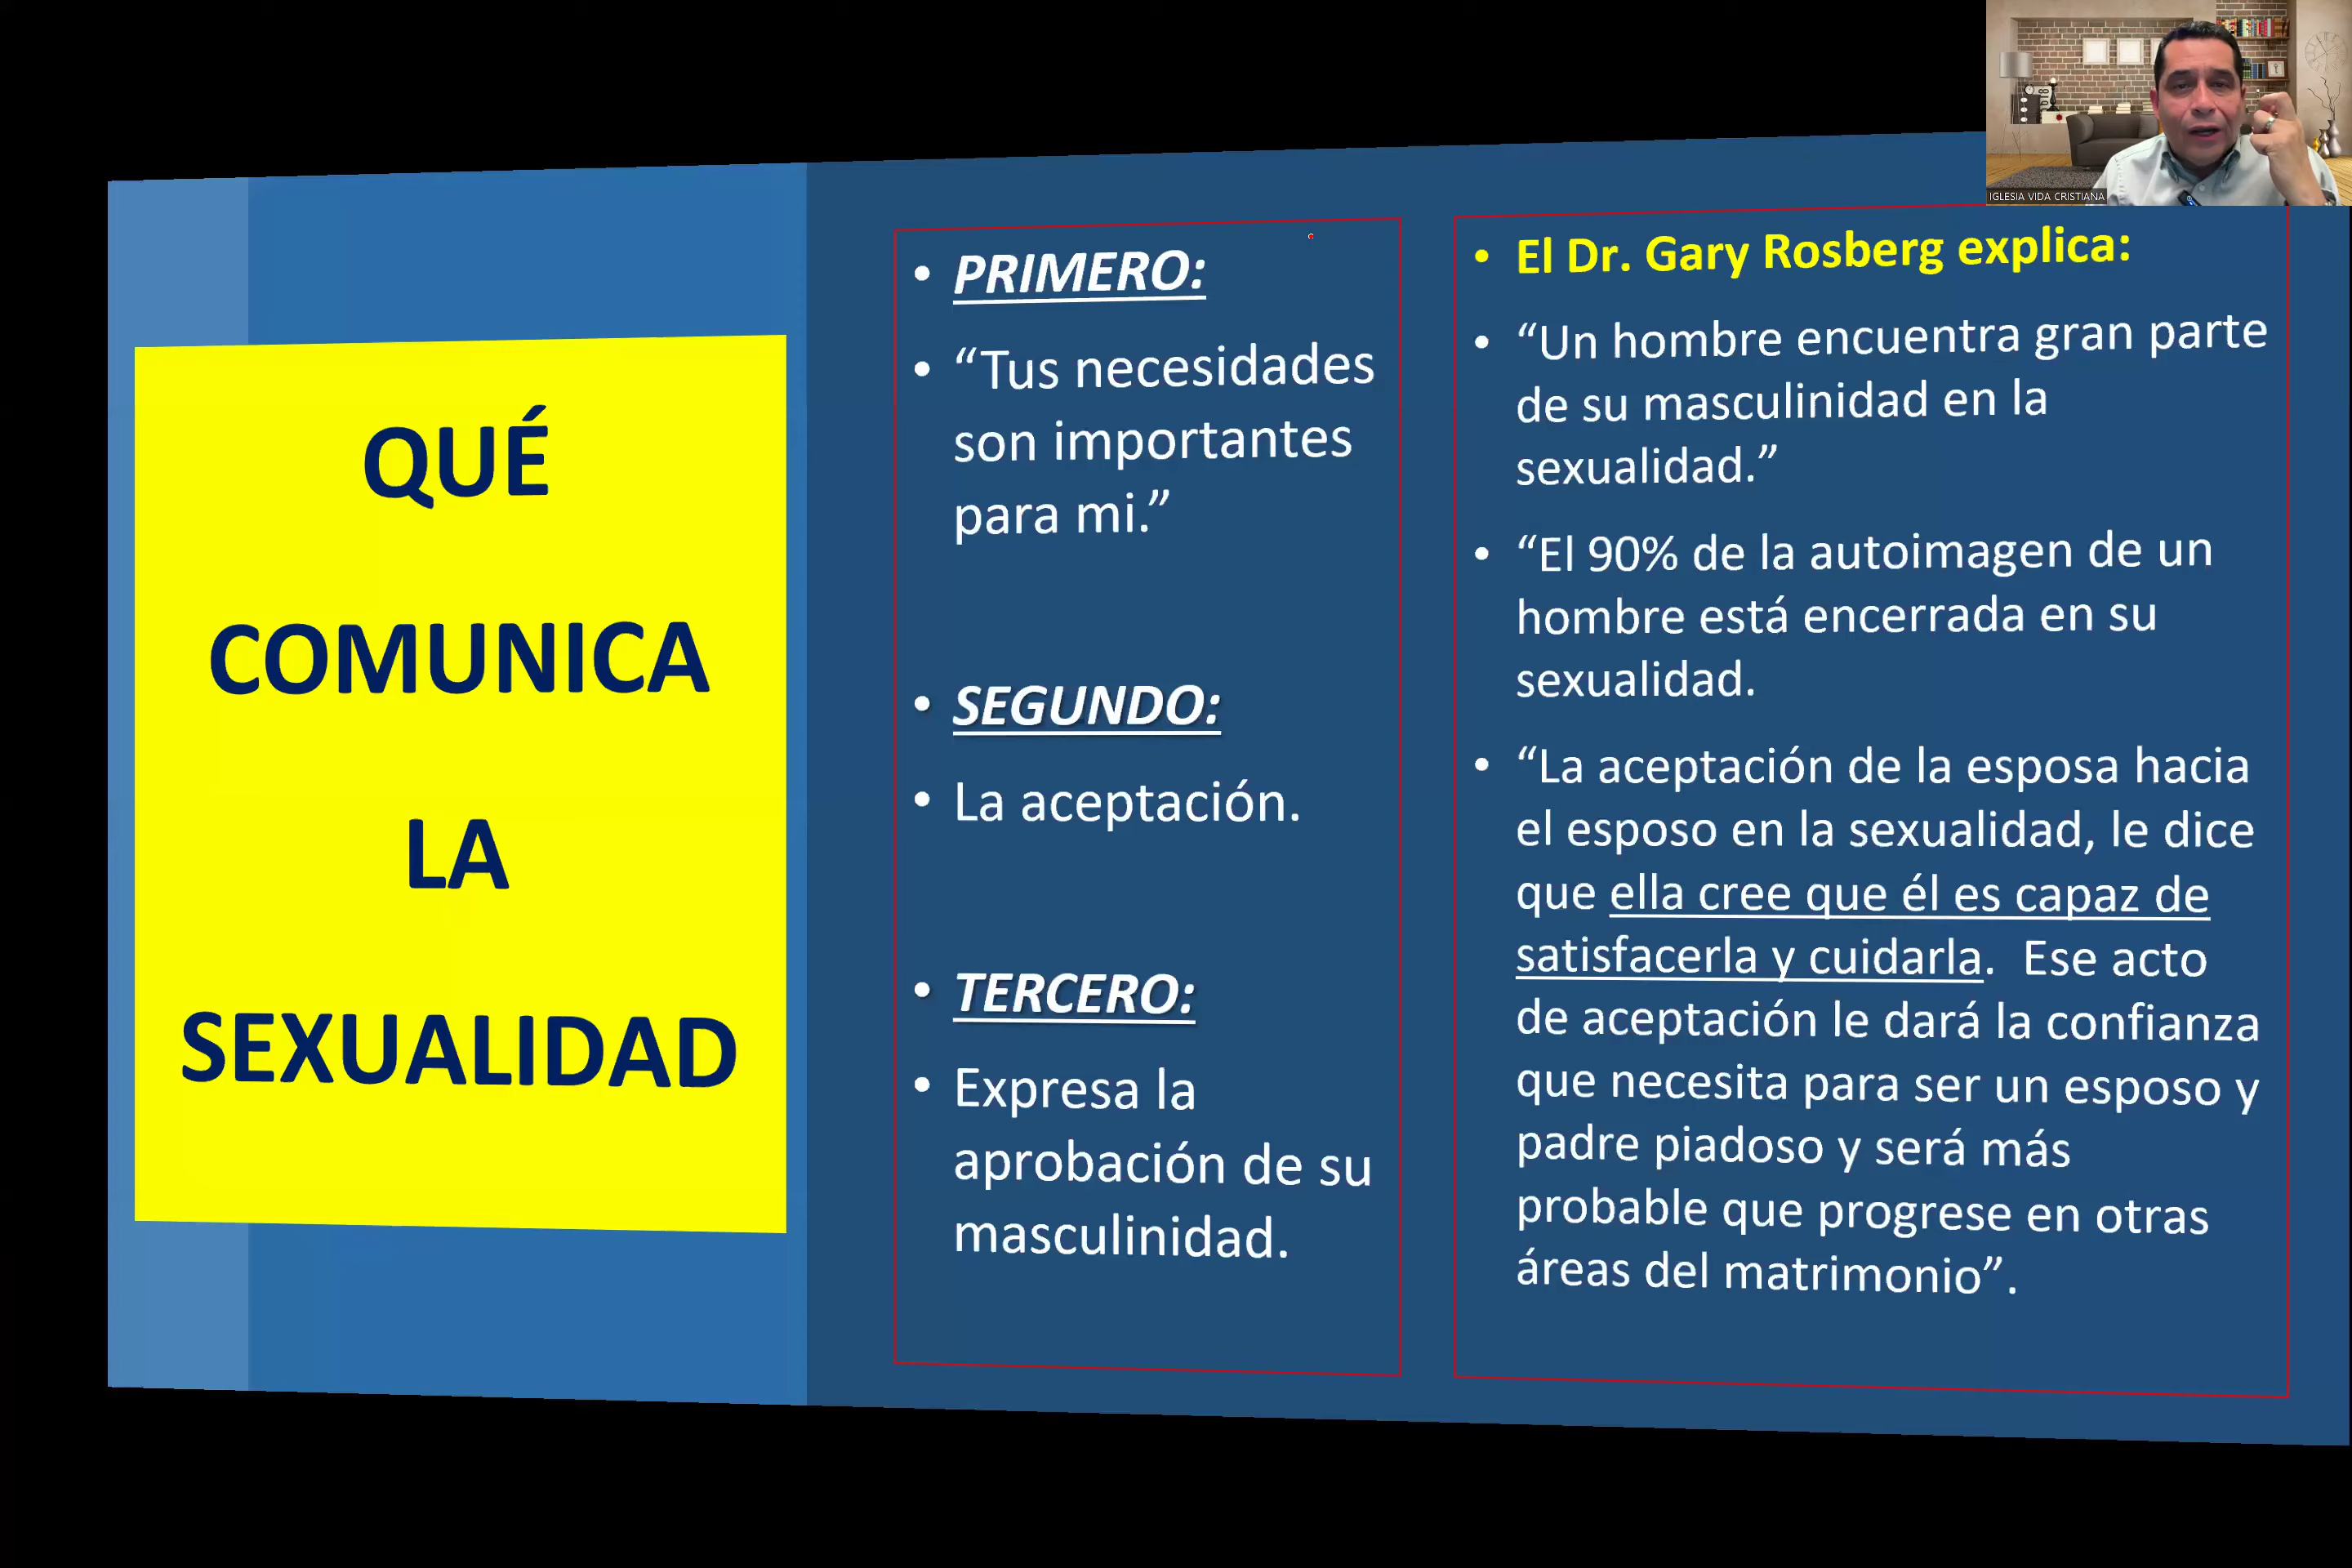 QUÉ
COMUNICA
LA
SEXUALIDAD
• PRIMERO:
• “Tus necesidades
son importantes
para mi.”
• SEGUNDO:
• La aceptación.
• TERCERO:
• Expresa la
aprobación de su
masculinidad.
• El Dr. Gary Rosberg explica:
• “Un hombre encuentra gran parte
de su masculinidad en la
sexualidad.”
• “El 90% de la autoimagen de un
hombre está encerrada en su
sexualidad.
• “La aceptación de la esposa hacia
el esposo en la sexualidad, le dice
que ella cree que él es capaz de
satisfacerla y cuidarla.  Ese acto
de aceptación le dará la confianza
que necesita para ser un esposo y
padre piadoso y será más
probable que progrese en otras
áreas del matrimonio”.
IGLESIA VIDA CRISTIANA